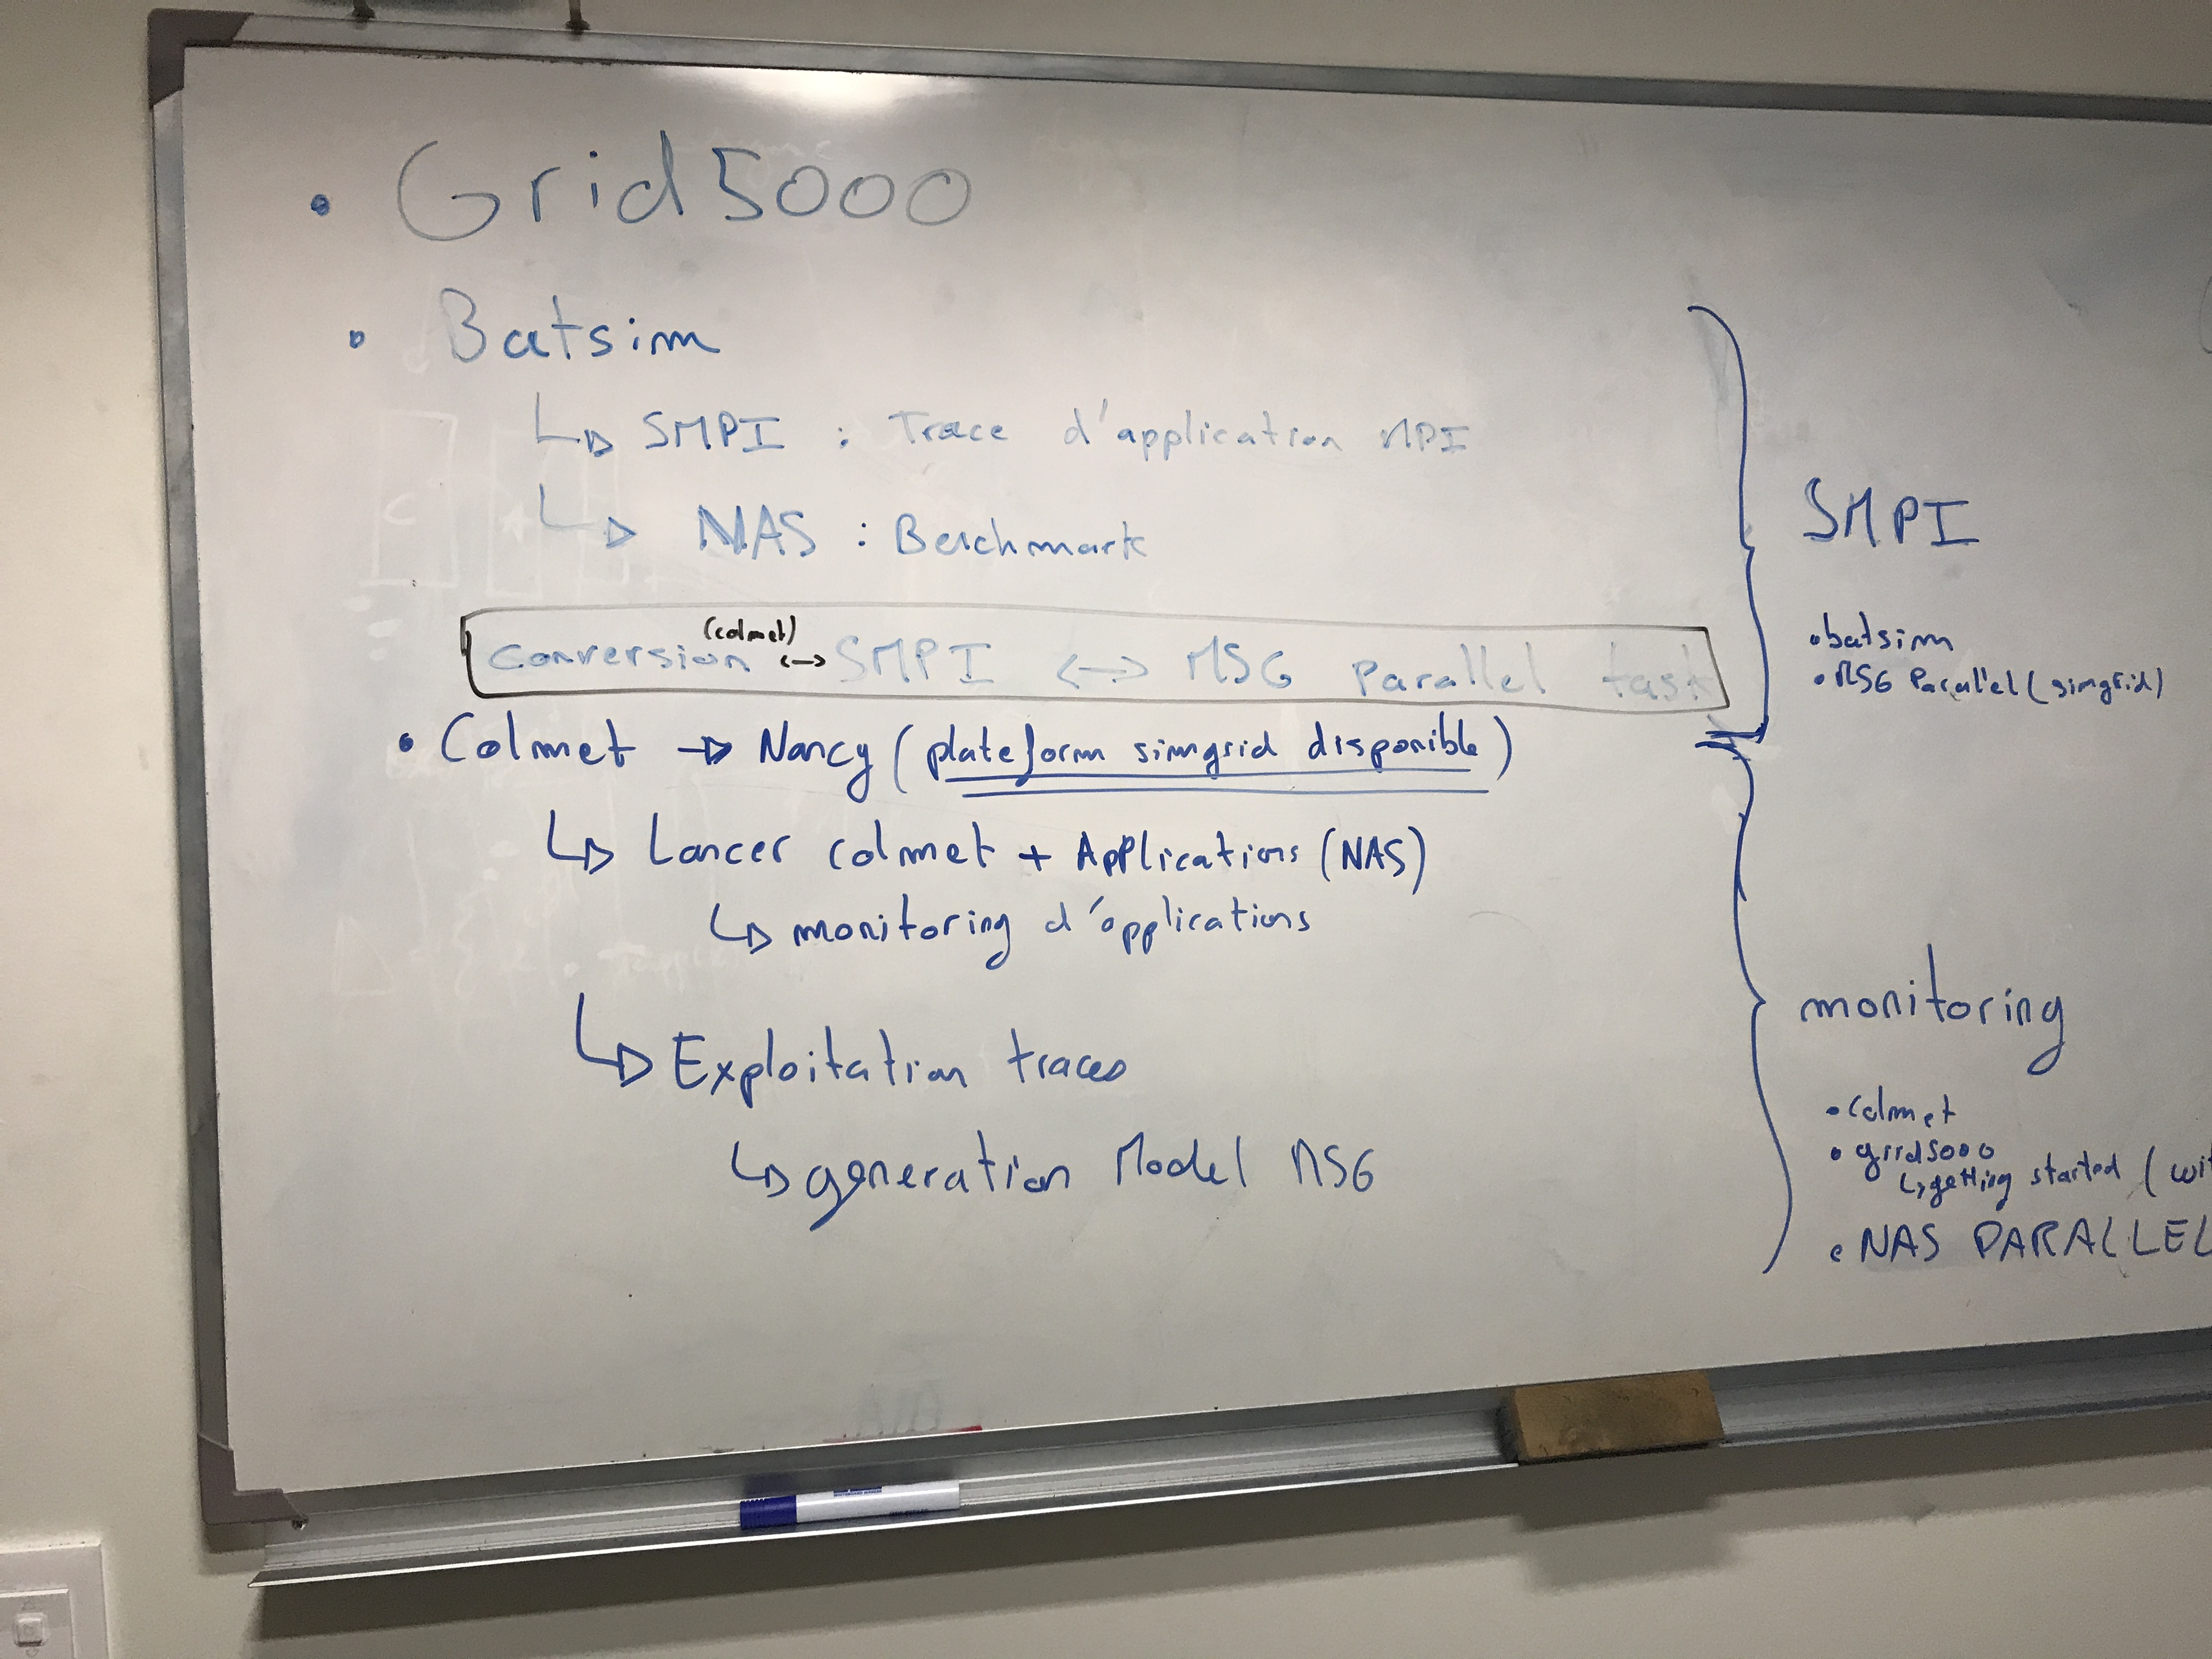 • Grid5000
• Batsim
↳ SMPI : Trace d'application MPI
↳ NAS : Benchmark
(colmet)
conversion <-> SMPI <-> MSG Parallel task
• Colmet → Nancy (plateform simgrid disponible)
↳ Lancer colmet + Applications (NAS)
↳ monitoring d'applications
↳ Exploitation traces
↳ generation Model MSG
SMPI
• batsim
• MSG Parallel (simgrid)
monitoring
• colmet
• grid5000
↳ getting started (
• NAS PARALLEL